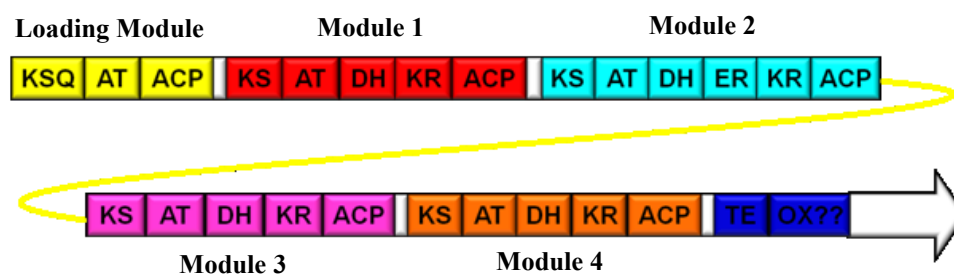 Loading Module Module 1 Module 2
KSQ AT ACP KS AT DH KR ACP KS AT DH ER KR ACP
KS AT DH KR ACP KS AT DH KR ACP TE OX??
Module 3 Module 4